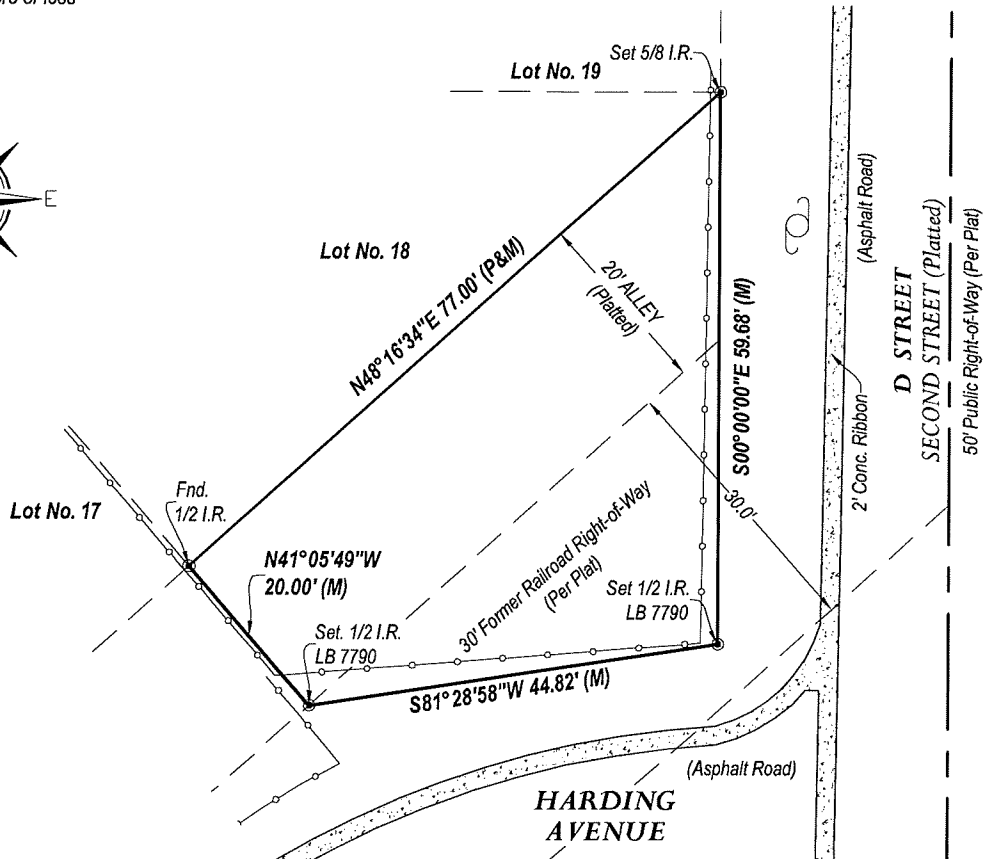 Set 5/8 I.R.
Lot No. 19
E
(Asphalt Road)
Lot No. 18
N48°16'34"E 77.00' (P&M)
20' ALLEY
(Platted)
S00°00'00"E 59.68' (M)
D STREET
SECOND STREET (Platted)
50' Public Right-of-Way (Per Plat)
2' Conc. Ribbon
Lot No. 17
Fnd.
1/2 I.R.
30.0'
N41°05'49"W
20.00' (M)
30' Former Railroad Right-of-Way
(Per Plat)
Set 1/2 I.R.
LB 7790
Set. 1/2 I.R.
LB 7790
S81°28'58"W 44.82' (M)
(Asphalt Road)
HARDING
AVENUE